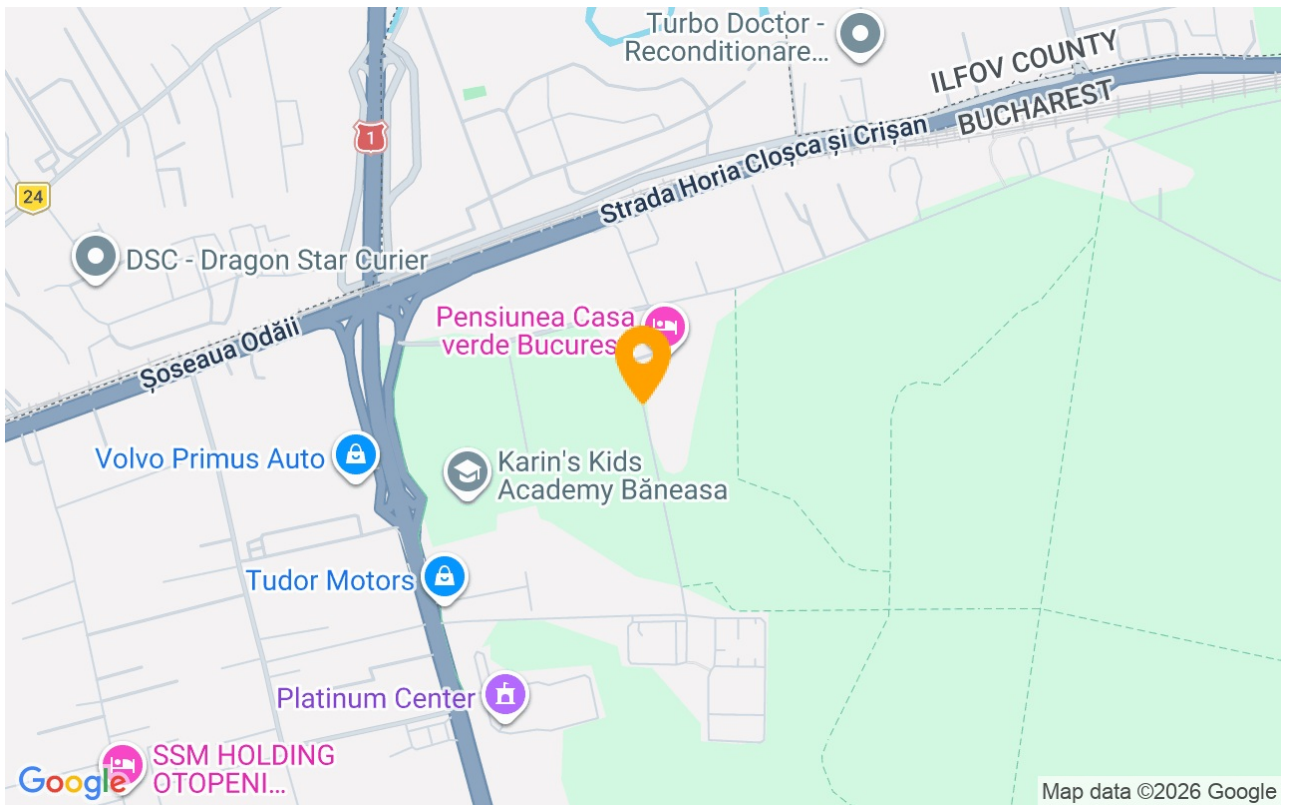 Turbo Doctor -
Reconditionare...
ILFOV COUNTY
BUCHAREST
1
24
Strada Horia Cloșca și Crișan
DSC - Dragon Star Curier
Pensiunea Casa
verde Bucures
Șoseaua Odăii
Volvo Primus Auto
Karin's Kids
Academy Băneasa
Tudor Motors
Platinum Center
SSM HOLDING
OTOPENI...
Google
Map data ©2026 Google